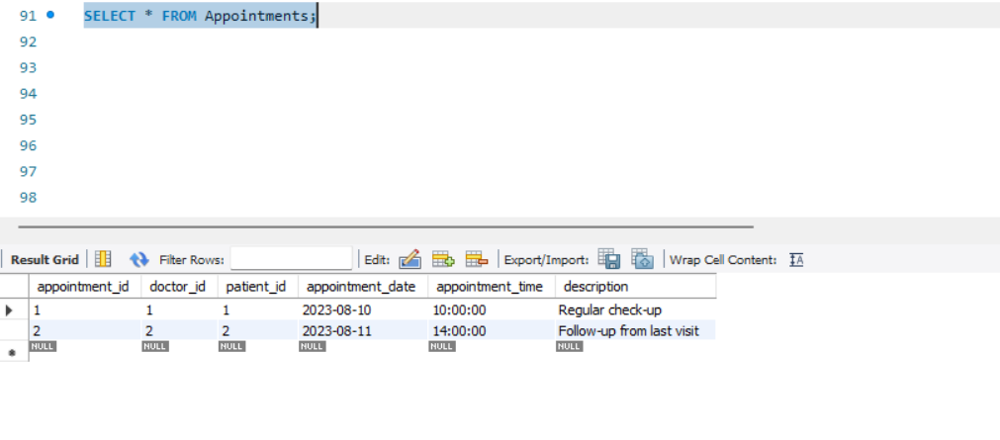 91 SELECT * FROM Appointments;
92
93
94
95
96
97
98
Result Grid Filter Rows: Edit: Export/Import: Wrap Cell Content: IA
appointment_id doctor_id patient_id appointment_date appointment_time description
1 1 1 2023-08-10 10:00:00 Regular check-up
2 2 2 2023-08-11 14:00:00 Follow-up from last visit
NULL NULL NULL NULL NULL NULL